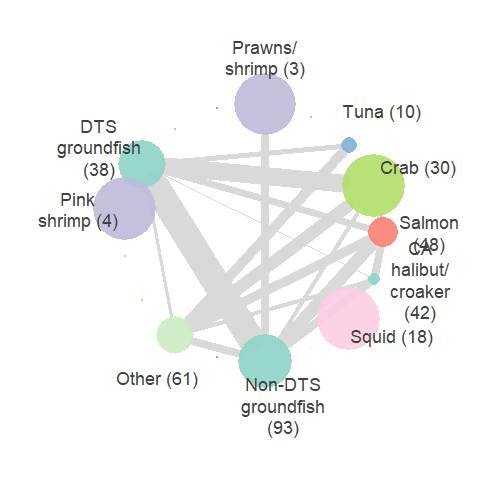 Prawns/
shrimp (3)
Tuna (10)
DTS
groundfish
(38)
Crab (30)
Pink
shrimp (4)
Salmon
(48)
CA
halibut/
croaker
(42)
Squid (18)
Other (61)
Non-DTS
groundfish
(93)